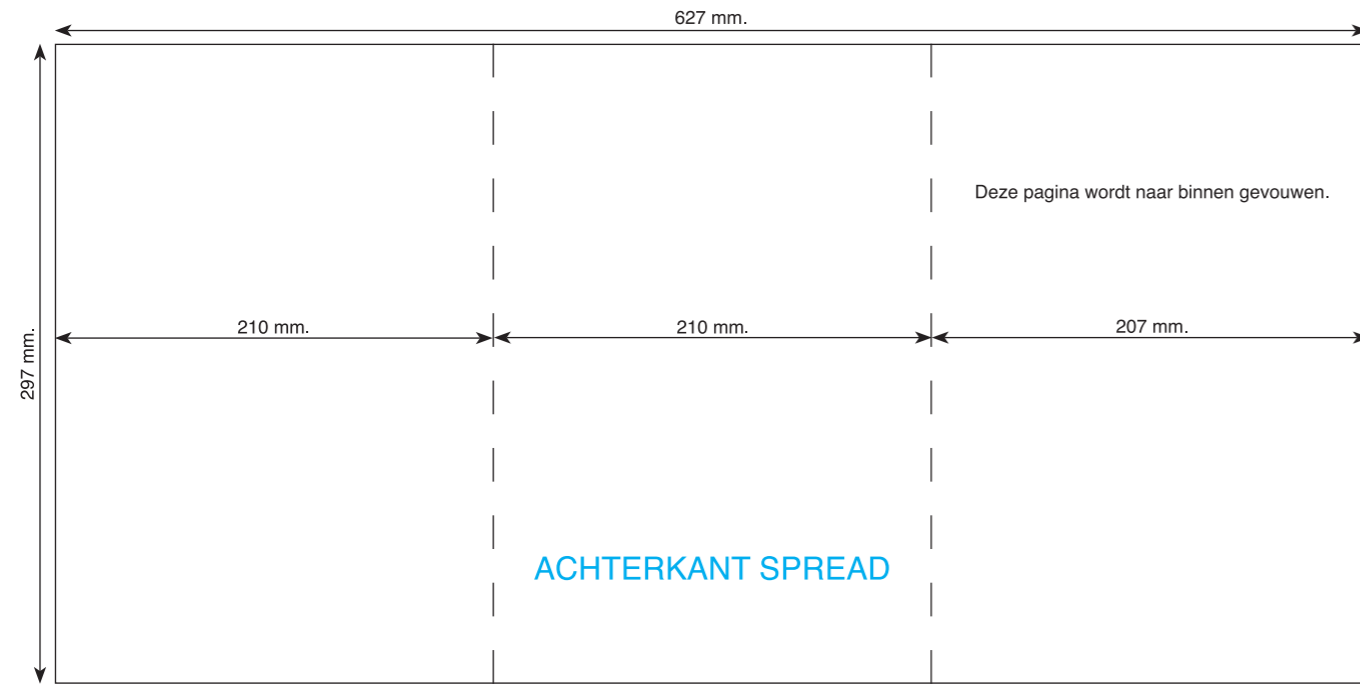 627 mm.
Deze pagina wordt naar binnen gevouwen.
297 mm.
210 mm.
210 mm.
207 mm.
ACHTERKANT SPREAD